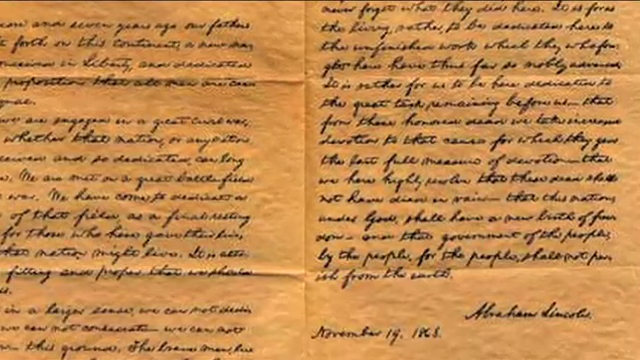 core and seven years ago our fathers
t forth on this continent, a new na
onceived in Liberty, and dedicated
proposition that all men are cre
qual.
we are engaged in a great civil war,
whether that nation, or any nation
ceived and so dedicated, can long
. We are met on a great battle-field
war. We have come to dedicate a
of that field, as a final resting
for those who here gave their lives
hat nation might live. It is alto
fitting and proper that we should
is.
in a larger sense, we can not dedi
we can not consecrate— we can not
this ground. The brave men, liv
never forget what they did here. It is for us
the living, rather, to be dedicated here to
the unfinished work which they who fou
ght here have thus far so nobly advanced
It is rather for us to be here dedicated to
the great task remaining before us— that
from these honored dead we take increased
devotion to that cause for which they gave
the last full measure of devotion— that
we here highly resolve that these dead shall
not have died in vain— that this nation,
under God, shall have a new birth of free
dom— and that government of the people,
by the people, for the people, shall not per
ish from the earth.
Abraham Lincoln.
November 19, 1863.